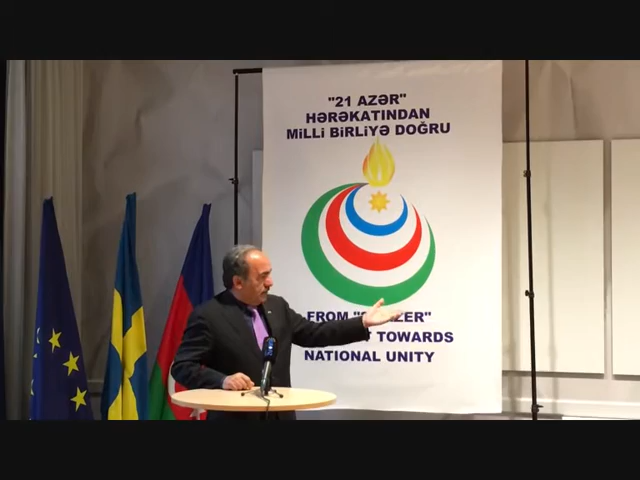 "21 AZƏR"
HƏRƏKATINDAN
MİLLİ BİRLİYƏ DOĞRU
FROM
TOWARDS
NATIONAL UNITY